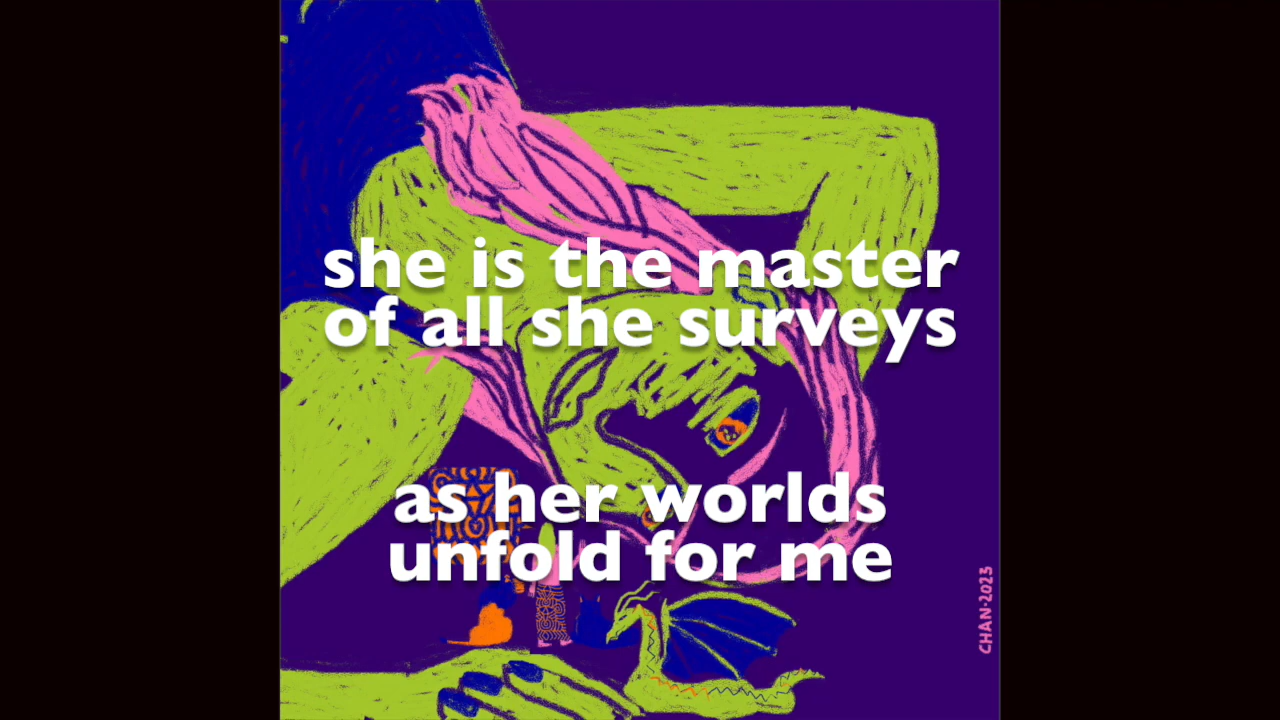 she is the master
of all she surveys
as her worlds
unfold for me
CHAN·2023